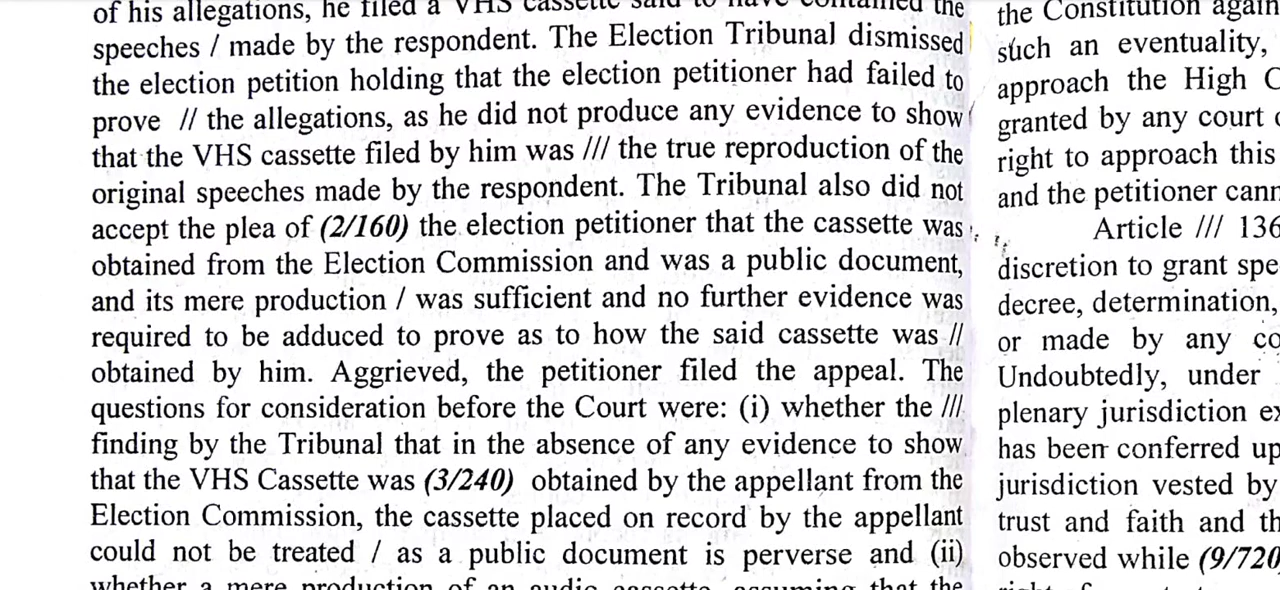 of his allegations, he filed a VHS cassette said to have contained the
speeches / made by the respondent. The Election Tribunal dismissed
the election petition holding that the election petitioner had failed to
prove // the allegations, as he did not produce any evidence to show
that the VHS cassette filed by him was /// the true reproduction of the
original speeches made by the respondent. The Tribunal also did not
accept the plea of (2/160) the election petitioner that the cassette was
obtained from the Election Commission and was a public document,
and its mere production / was sufficient and no further evidence was
required to be adduced to prove as to how the said cassette was //
obtained by him. Aggrieved, the petitioner filed the appeal. The
questions for consideration before the Court were: (i) whether the ///
finding by the Tribunal that in the absence of any evidence to show
that the VHS Cassette was (3/240) obtained by the appellant from the
Election Commission, the cassette placed on record by the appellant
could not be treated / as a public document is perverse and (ii)
whether a mere production of an audio cassette, assuming that the
the Constitution again
such an eventuality,
approach the High C
granted by any court
right to approach this
and the petitioner cann
Article /// 136
discretion to grant spe
decree, determination,
or made by any co
Undoubtedly, under
plenary jurisdiction ex
has been conferred up
jurisdiction vested by
trust and faith and th
observed while (9/720